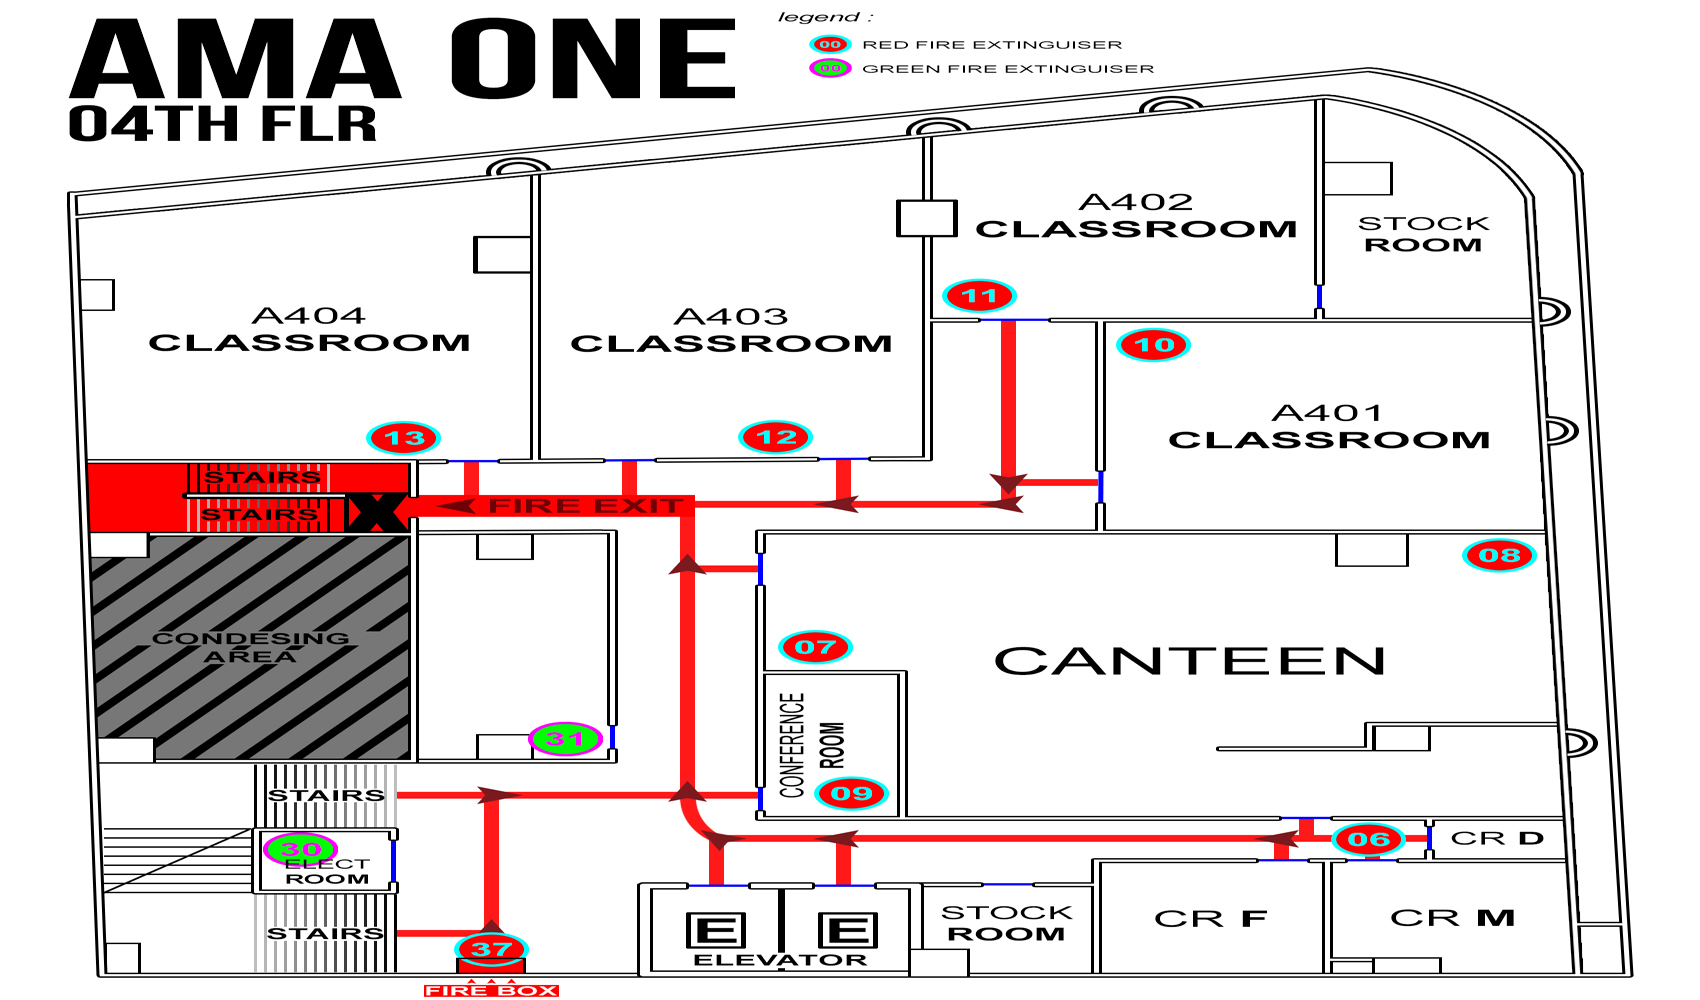 AMA ONE
04TH FLR
legend :
00 RED FIRE EXTINGUISER
00 GREEN FIRE EXTINGUISER
A402
CLASSROOM
STOCK
ROOM
11
A404
CLASSROOM
A403
CLASSROOM
10
A401
CLASSROOM
13
12
STAIRS
STAIRS
X
FIRE EXIT
08
CONDESING
AREA
07
CANTEEN
31
CONFERENCE
ROOM
09
STAIRS
30
ELECT
ROOM
06
CR D
E
E
ELEVATOR
STOCK
ROOM
CR F
CR M
STAIRS
37
FIRE BOX